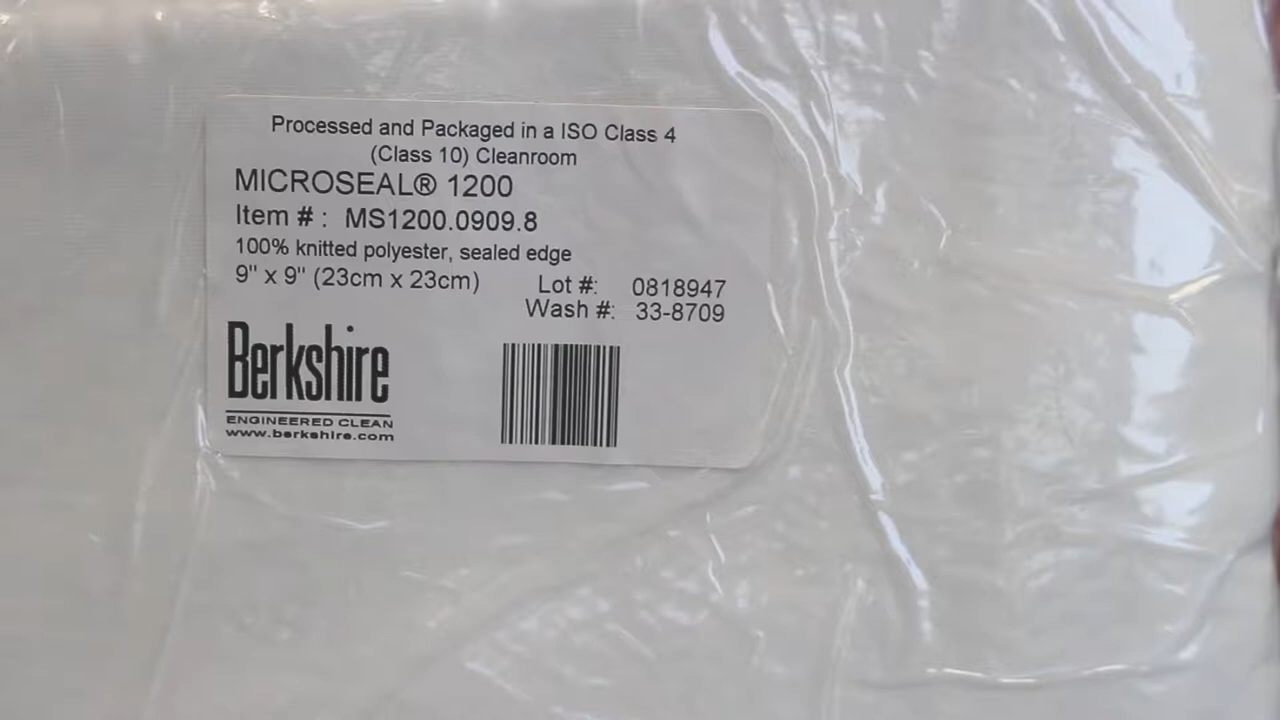 Processed and Packaged in a ISO Class 4
(Class 10) Cleanroom
MICROSEAL® 1200
Item # : MS1200.0909.8
100% knitted polyester, sealed edge
9" x 9" (23cm x 23cm)
Lot #: 0818947
Wash #: 33-8709
Berkshire
ENGINEERED CLEAN
www.berkshire.com